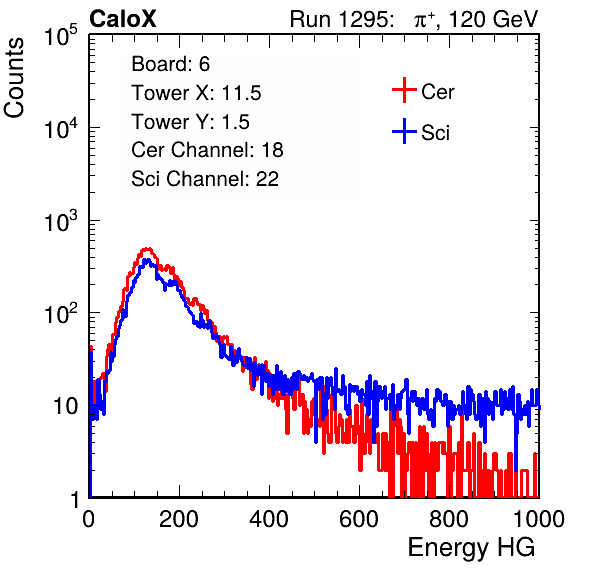 CaloX Run 1295: π⁺, 120 GeV
Counts
Board: 6
Tower X: 11.5
Tower Y: 1.5
Cer Channel: 18
Sci Channel: 22
Cer
Sci
10⁵
10⁴
10³
10²
10
1
0 200 400 600 800 1000
Energy HG